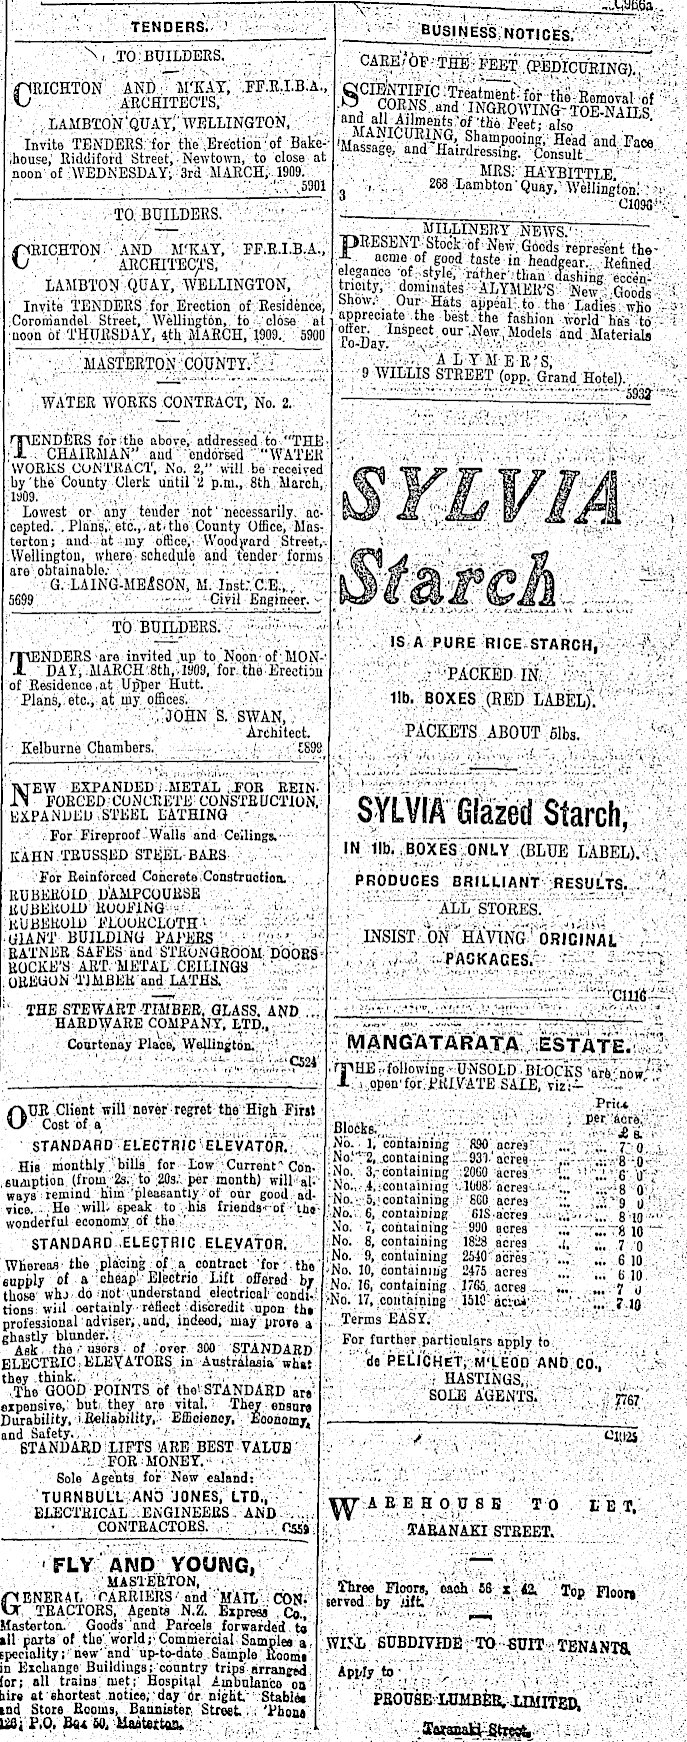 TENDERS.
TO BUILDERS.
CRICHTON AND M'KAY, FF.R.I.B.A.,
ARCHITECTS,
LAMBTON QUAY, WELLINGTON,
Invite TENDERS for the Erection of Bake-
house, Riddiford Street, Newtown, to close at
noon of WEDNESDAY, 3rd MARCH, 1909.
5901
TO BUILDERS.
CRICHTON AND M'KAY, FF.R.I.B.A.,
ARCHITECTS,
LAMBTON QUAY, WELLINGTON,
Invite TENDERS for Erection of Residence,
Coromandel Street, Wellington, to close at
noon of THURSDAY, 4th MARCH, 1909. 5900
MASTERTON COUNTY.
WATER WORKS CONTRACT, No. 2.
TENDERS for the above, addressed to "THE
CHAIRMAN" and endorsed "WATER
WORKS CONTRACT, No. 2," will be received
by the County Clerk until 2 p.m., 8th March,
1909.
Lowest or any tender not necessarily ac-
cepted. Plans, etc., at the County Office, Mas-
terton; and at my office, Woodward Street,
Wellington, where schedule and tender forms
are obtainable.
G. LAING-MEASON, M. Inst. C.E.,
5699 Civil Engineer.
TO BUILDERS.
TENDERS are invited up to Noon of MON-
DAY, MARCH 8th, 1909, for the Erection
of Residence at Upper Hutt.
Plans, etc., at my offices.
JOHN S. SWAN,
Architect.
Kelburne Chambers. 5898
NEW EXPANDED METAL FOR REIN-
FORCED CONCRETE CONSTRUCTION,
EXPANDED STEEL LATHING
For Fireproof Walls and Ceilings.
KAHN TRUSSED STEEL BARS
For Reinforced Concrete Construction.
RUBEROID DAMPCOURSE
RUBEROID ROOFING
RUBEROID FLOORCLOTH
GIANT BUILDING PAPERS
RATNER SAFES and STRONGROOM DOORS
ROCKE'S ART METAL CEILINGS
OREGON TIMBER and LATHS.
THE STEWART TIMBER, GLASS, AND
HARDWARE COMPANY, LTD.,
Courtenay Place, Wellington.
C524
OUR Client will never regret the High First
Cost of a
STANDARD ELECTRIC ELEVATOR.
His monthly bills for Low Current Con-
sumption (from 2s. to 20s. per month) will al-
ways remind him pleasantly of our good ad-
vice. He will speak to his friends of the
wonderful economy of the
STANDARD ELECTRIC ELEVATOR.
Whereas the placing of a contract for the
supply of a cheap Electric Lift offered by
those who do not understand electrical condi-
tions will certainly reflect discredit upon the
professional adviser, and, indeed, may prove a
ghastly blunder.
Ask the users of over 300 STANDARD
ELECTRIC ELEVATORS in Australasia what
they think.
The GOOD POINTS of the STANDARD are
expensive, but they are vital. They ensure
Durability, Reliability, Efficiency, Economy,
and Safety.
STANDARD LIFTS ARE BEST VALUE
FOR MONEY.
Sole Agents for New ealand:
TURNBULL AND JONES, LTD.,
ELECTRICAL ENGINEERS AND
CONTRACTORS. C559
FLY AND YOUNG,
MASTERTON,
GENERAL CARRIERS and MAIL CON-
TRACTORS, Agents N.Z. Express Co.,
Masterton. Goods and Parcels forwarded to
all parts of the world; Commercial Samples a
speciality; new and up-to-date Sample Rooms
in Exchange Buildings; country trips arranged
for; all trains met; Hospital Ambulance on
hire at shortest notice, day or night. Stables
and Store Rooms, Bannister Street. 'Phone
126; P.O. Box 50, Masterton.
C966a
BUSINESS NOTICES.
CARE OF THE FEET (PEDICURING).
SCIENTIFIC Treatment for the Removal of
CORNS and INGROWING TOE-NAILS,
and all Ailments of the Feet; also
MANICURING, Shampooing, Head and Face
Massage, and Hairdressing. Consult
MRS. HAYBITTLE,
268 Lambton Quay, Wellington.
3 C1096
MILLINERY NEWS.
PRESENT Stock of New Goods represent the
acme of good taste in headgear. Refined
elegance of style, rather than dashing eccen-
tricity, dominates ALYMER'S New Goods
Show. Our Hats appeal to the Ladies who
appreciate the best the fashion world has to
offer. Inspect our New Models and Materials
To-Day.
ALYMER'S,
9 WILLIS STREET (opp. Grand Hotel).
5932
SYLVIA
Starch
IS A PURE RICE STARCH,
PACKED IN
1lb. BOXES (RED LABEL).
PACKETS ABOUT 5lbs.
SYLVIA Glazed Starch,
IN 1lb. BOXES ONLY (BLUE LABEL).
PRODUCES BRILLIANT RESULTS.
ALL STORES.
INSIST ON HAVING ORIGINAL
PACKAGES.
C1116
MANGATARATA ESTATE.
THE following UNSOLD BLOCKS are now
open for PRIVATE SALE, viz:—
Price
per acre.
Blocks. £ s.
No. 1, containing 890 acres ... ... 7 0
No. 2, containing 931 acres ... ... 8 0
No. 3, containing 2060 acres ... ... 6 0
No. 4, containing 1008 acres ... ... 8 0
No. 5, containing 860 acres ... ... 9 0
No. 6, containing 618 acres ... ... 8 10
No. 7, containing 990 acres ... ... 8 10
No. 8, containing 1828 acres ... ... 7 0
No. 9, containing 2540 acres ... ... 6 10
No. 10, containing 2475 acres ... ... 6 10
No. 16, containing 1765 acres ... ... 7 0
No. 17, containing 1513 acres ... ... 7 10
Terms EASY.
For further particulars apply to
de PELICHET, M'LEOD AND CO.,
HASTINGS,
SOLE AGENTS. 7767
C1025
WAREHOUSE TO LET,
TARANAKI STREET.
Three Floors, each 56 x 42. Top Floors
served by lift.
WILL SUBDIVIDE TO SUIT TENANTS.
Apply to
PROUSE LUMBER, LIMITED,
Taranaki Street.